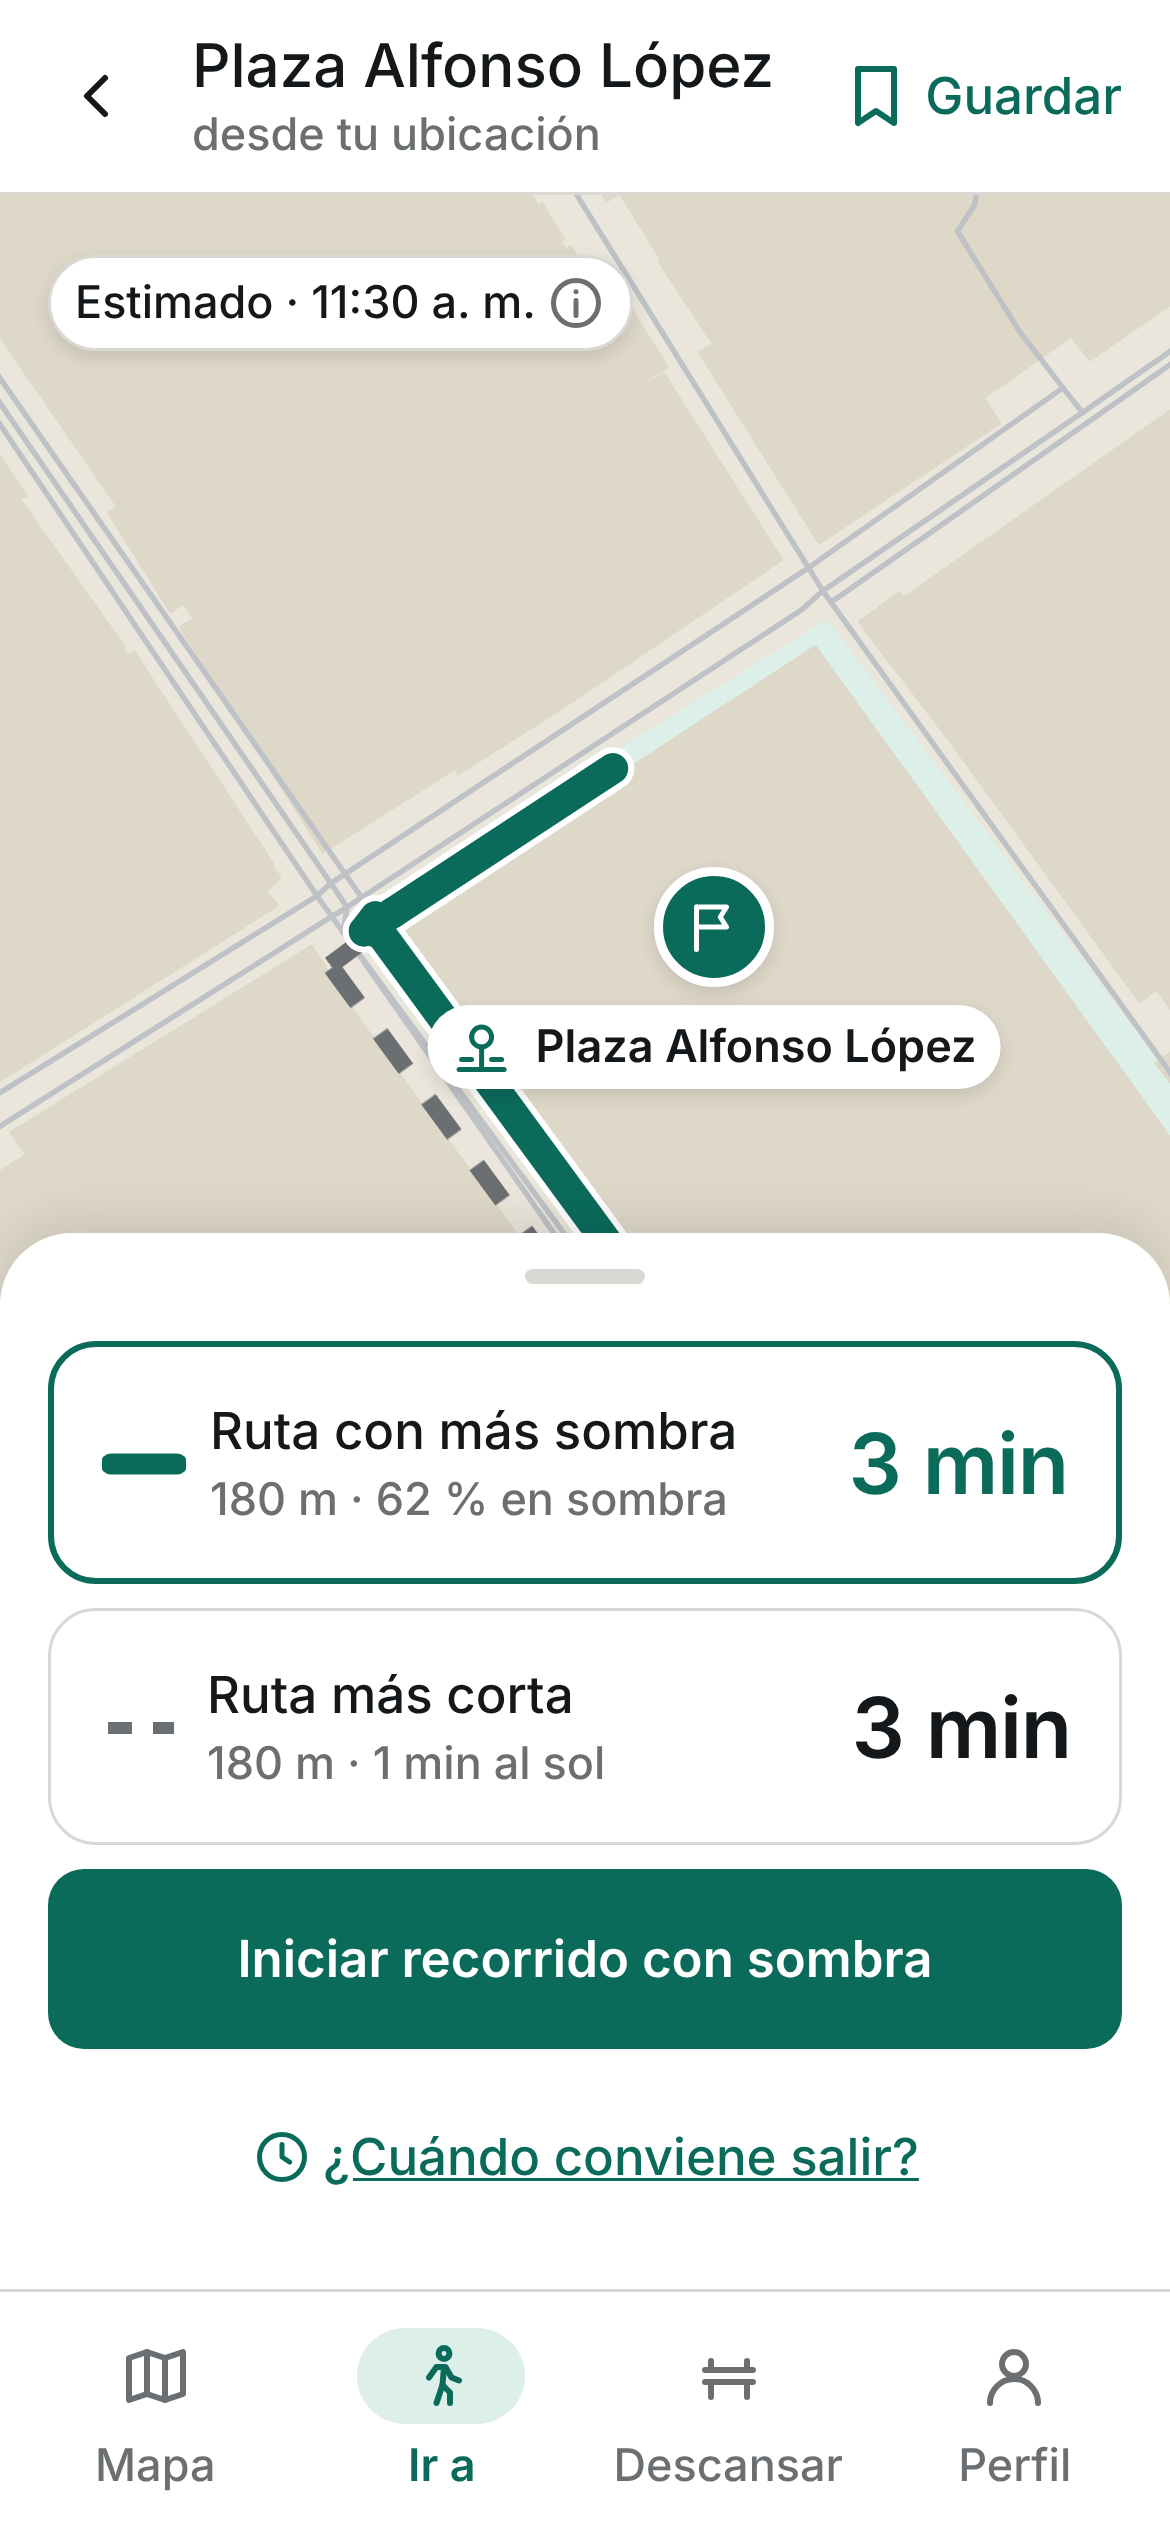 Plaza Alfonso López
desde tu ubicación
Guardar
Estimado · 11:30 a. m.
Plaza Alfonso López
Ruta con más sombra
180 m · 62 % en sombra
3 min
Ruta más corta
180 m · 1 min al sol
3 min
Iniciar recorrido con sombra
¿Cuándo conviene salir?
Mapa
Ir a
Descansar
Perfil